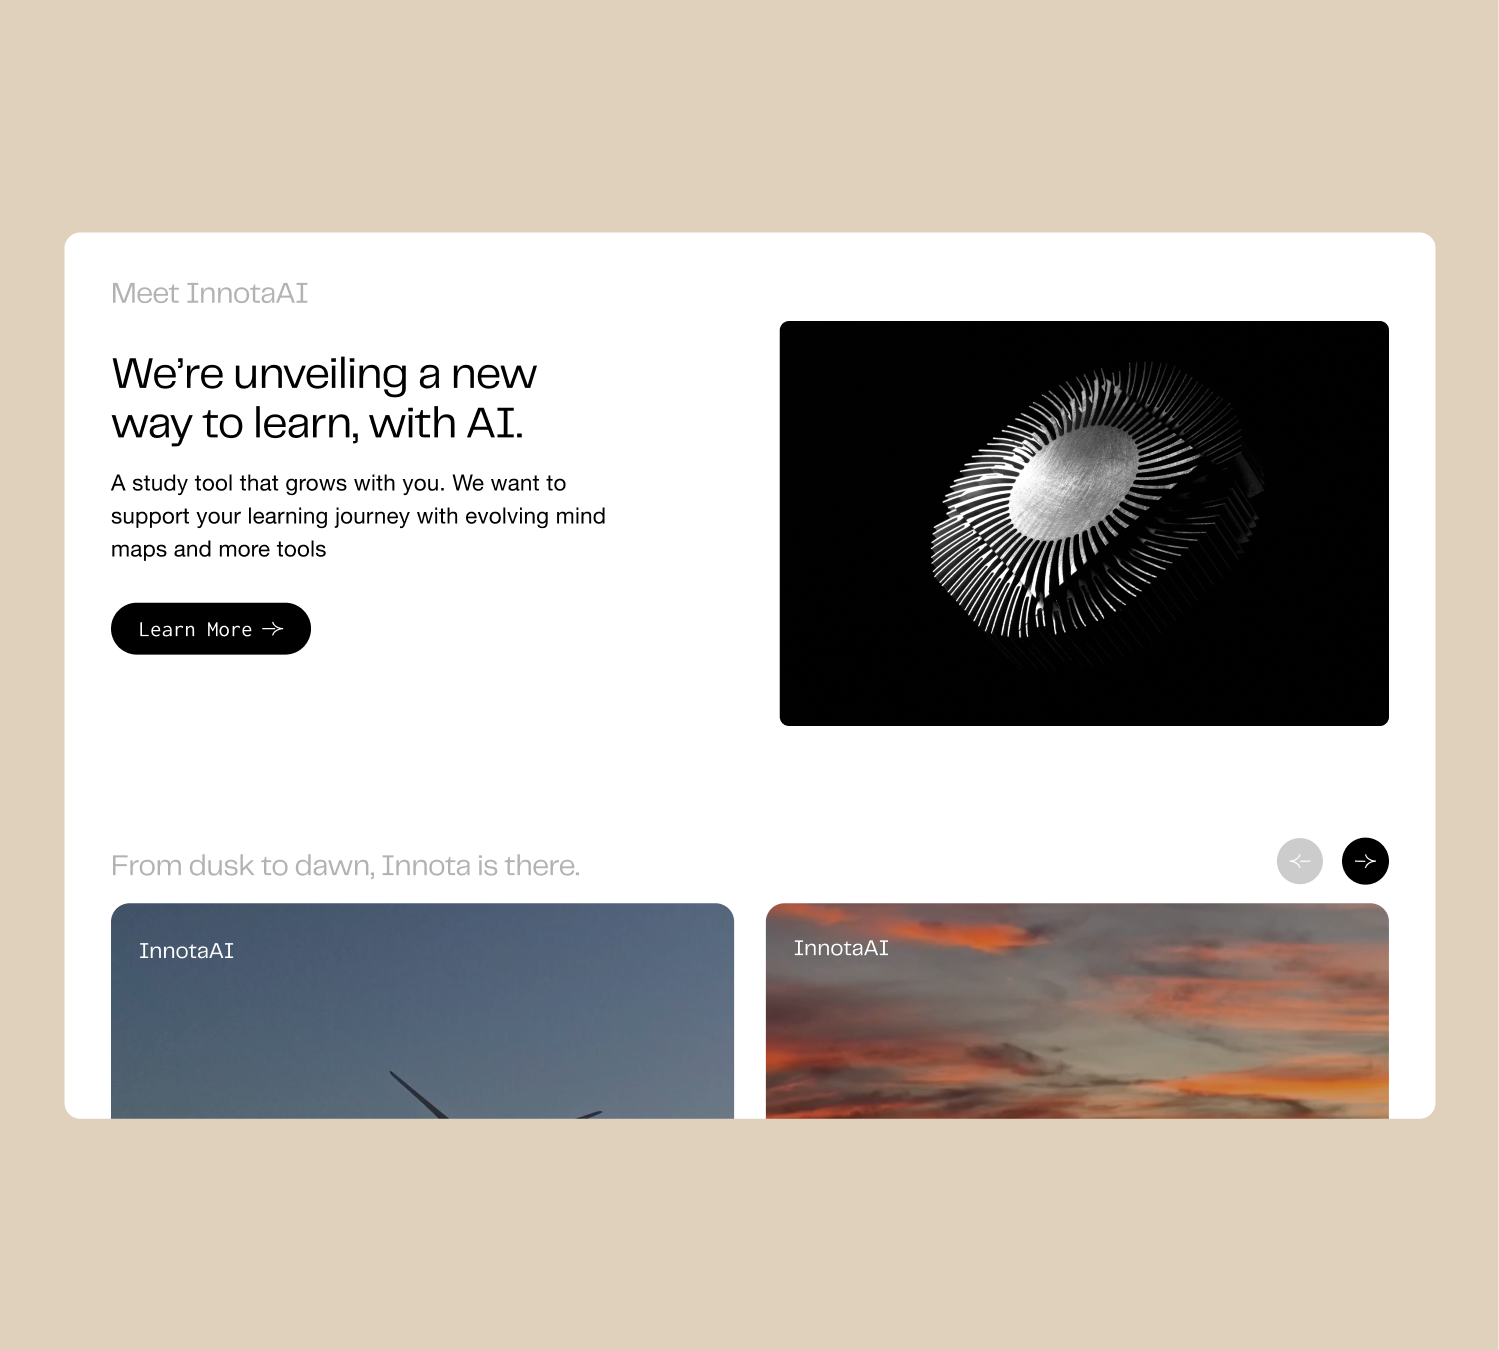 Meet InnotaAI
We’re unveiling a new
way to learn, with AI.
A study tool that grows with you. We want to
support your learning journey with evolving mind
maps and more tools
Learn More
From dusk to dawn, Innota is there.
InnotaAI
InnotaAI